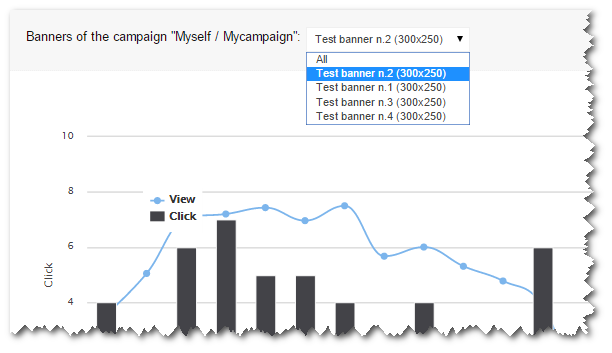 Banners of the campaign "Myself / Mycampaign": Test banner n.2 (300x250)
All
Test banner n.2 (300x250)
Test banner n.1 (300x250)
Test banner n.3 (300x250)
Test banner n.4 (300x250)
10
8
View
Click
6
Click
4